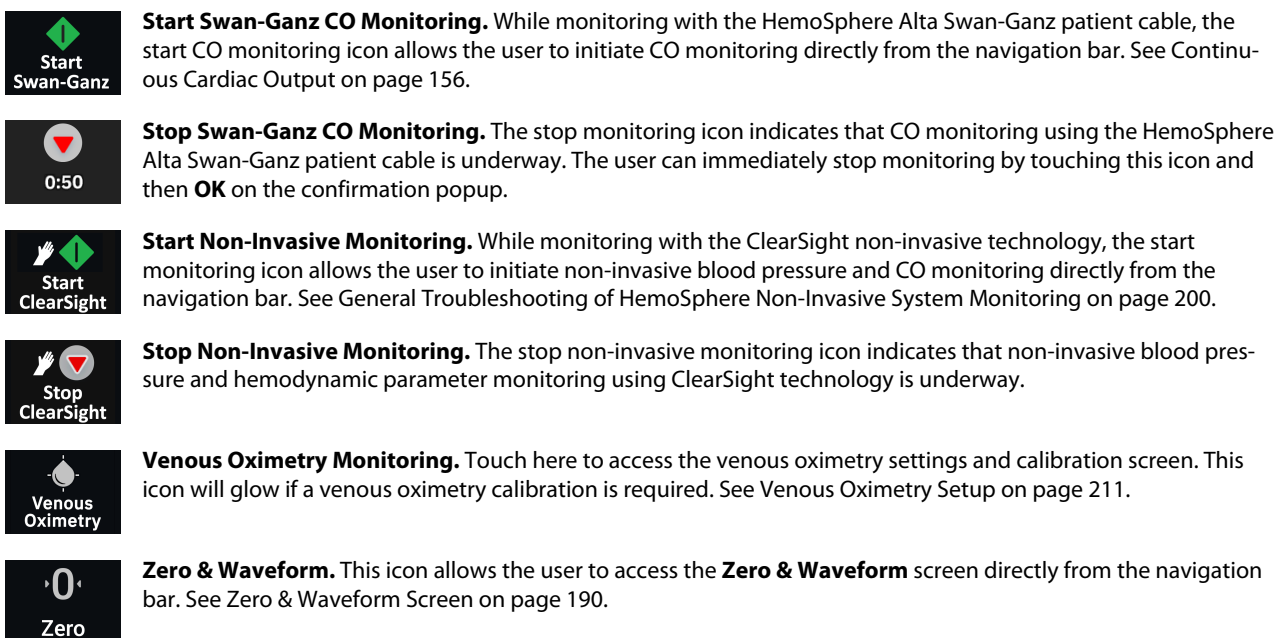 Start
Swan-Ganz
Start Swan-Ganz CO Monitoring. While monitoring with the HemoSphere Alta Swan-Ganz patient cable, the
start CO monitoring icon allows the user to initiate CO monitoring directly from the navigation bar. See Continu-
ous Cardiac Output on page 156.
0:50
Stop Swan-Ganz CO Monitoring. The stop monitoring icon indicates that CO monitoring using the HemoSphere
Alta Swan-Ganz patient cable is underway. The user can immediately stop monitoring by touching this icon and
then OK on the confirmation popup.
Start
ClearSight
Start Non-Invasive Monitoring. While monitoring with the ClearSight non-invasive technology, the start
monitoring icon allows the user to initiate non-invasive blood pressure and CO monitoring directly from the
navigation bar. See General Troubleshooting of HemoSphere Non-Invasive System Monitoring on page 200.
Stop
ClearSight
Stop Non-Invasive Monitoring. The stop non-invasive monitoring icon indicates that non-invasive blood pres-
sure and hemodynamic parameter monitoring using ClearSight technology is underway.
Venous
Oximetry
Venous Oximetry Monitoring. Touch here to access the venous oximetry settings and calibration screen. This
icon will glow if a venous oximetry calibration is required. See Venous Oximetry Setup on page 211.
0
Zero
Zero & Waveform. This icon allows the user to access the Zero & Waveform screen directly from the navigation
bar. See Zero & Waveform Screen on page 190.